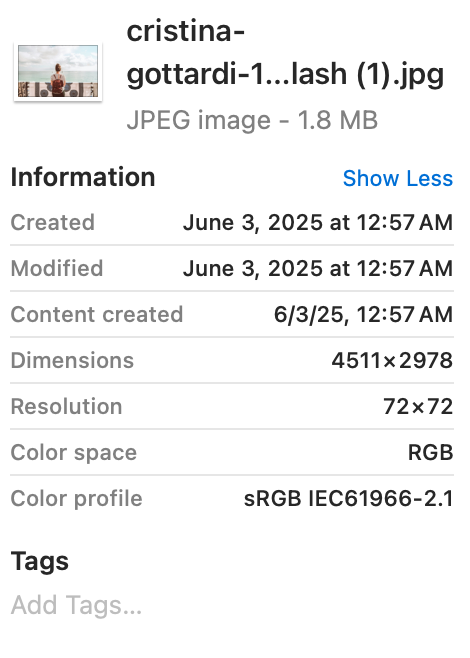 cristina-
gottardi-1...lash (1).jpg
JPEG image - 1.8 MB
Information Show Less
Created June 3, 2025 at 12:57 AM
Modified June 3, 2025 at 12:57 AM
Content created 6/3/25, 12:57 AM
Dimensions 4511×2978
Resolution 72×72
Color space RGB
Color profile sRGB IEC61966-2.1
Tags
Add Tags...